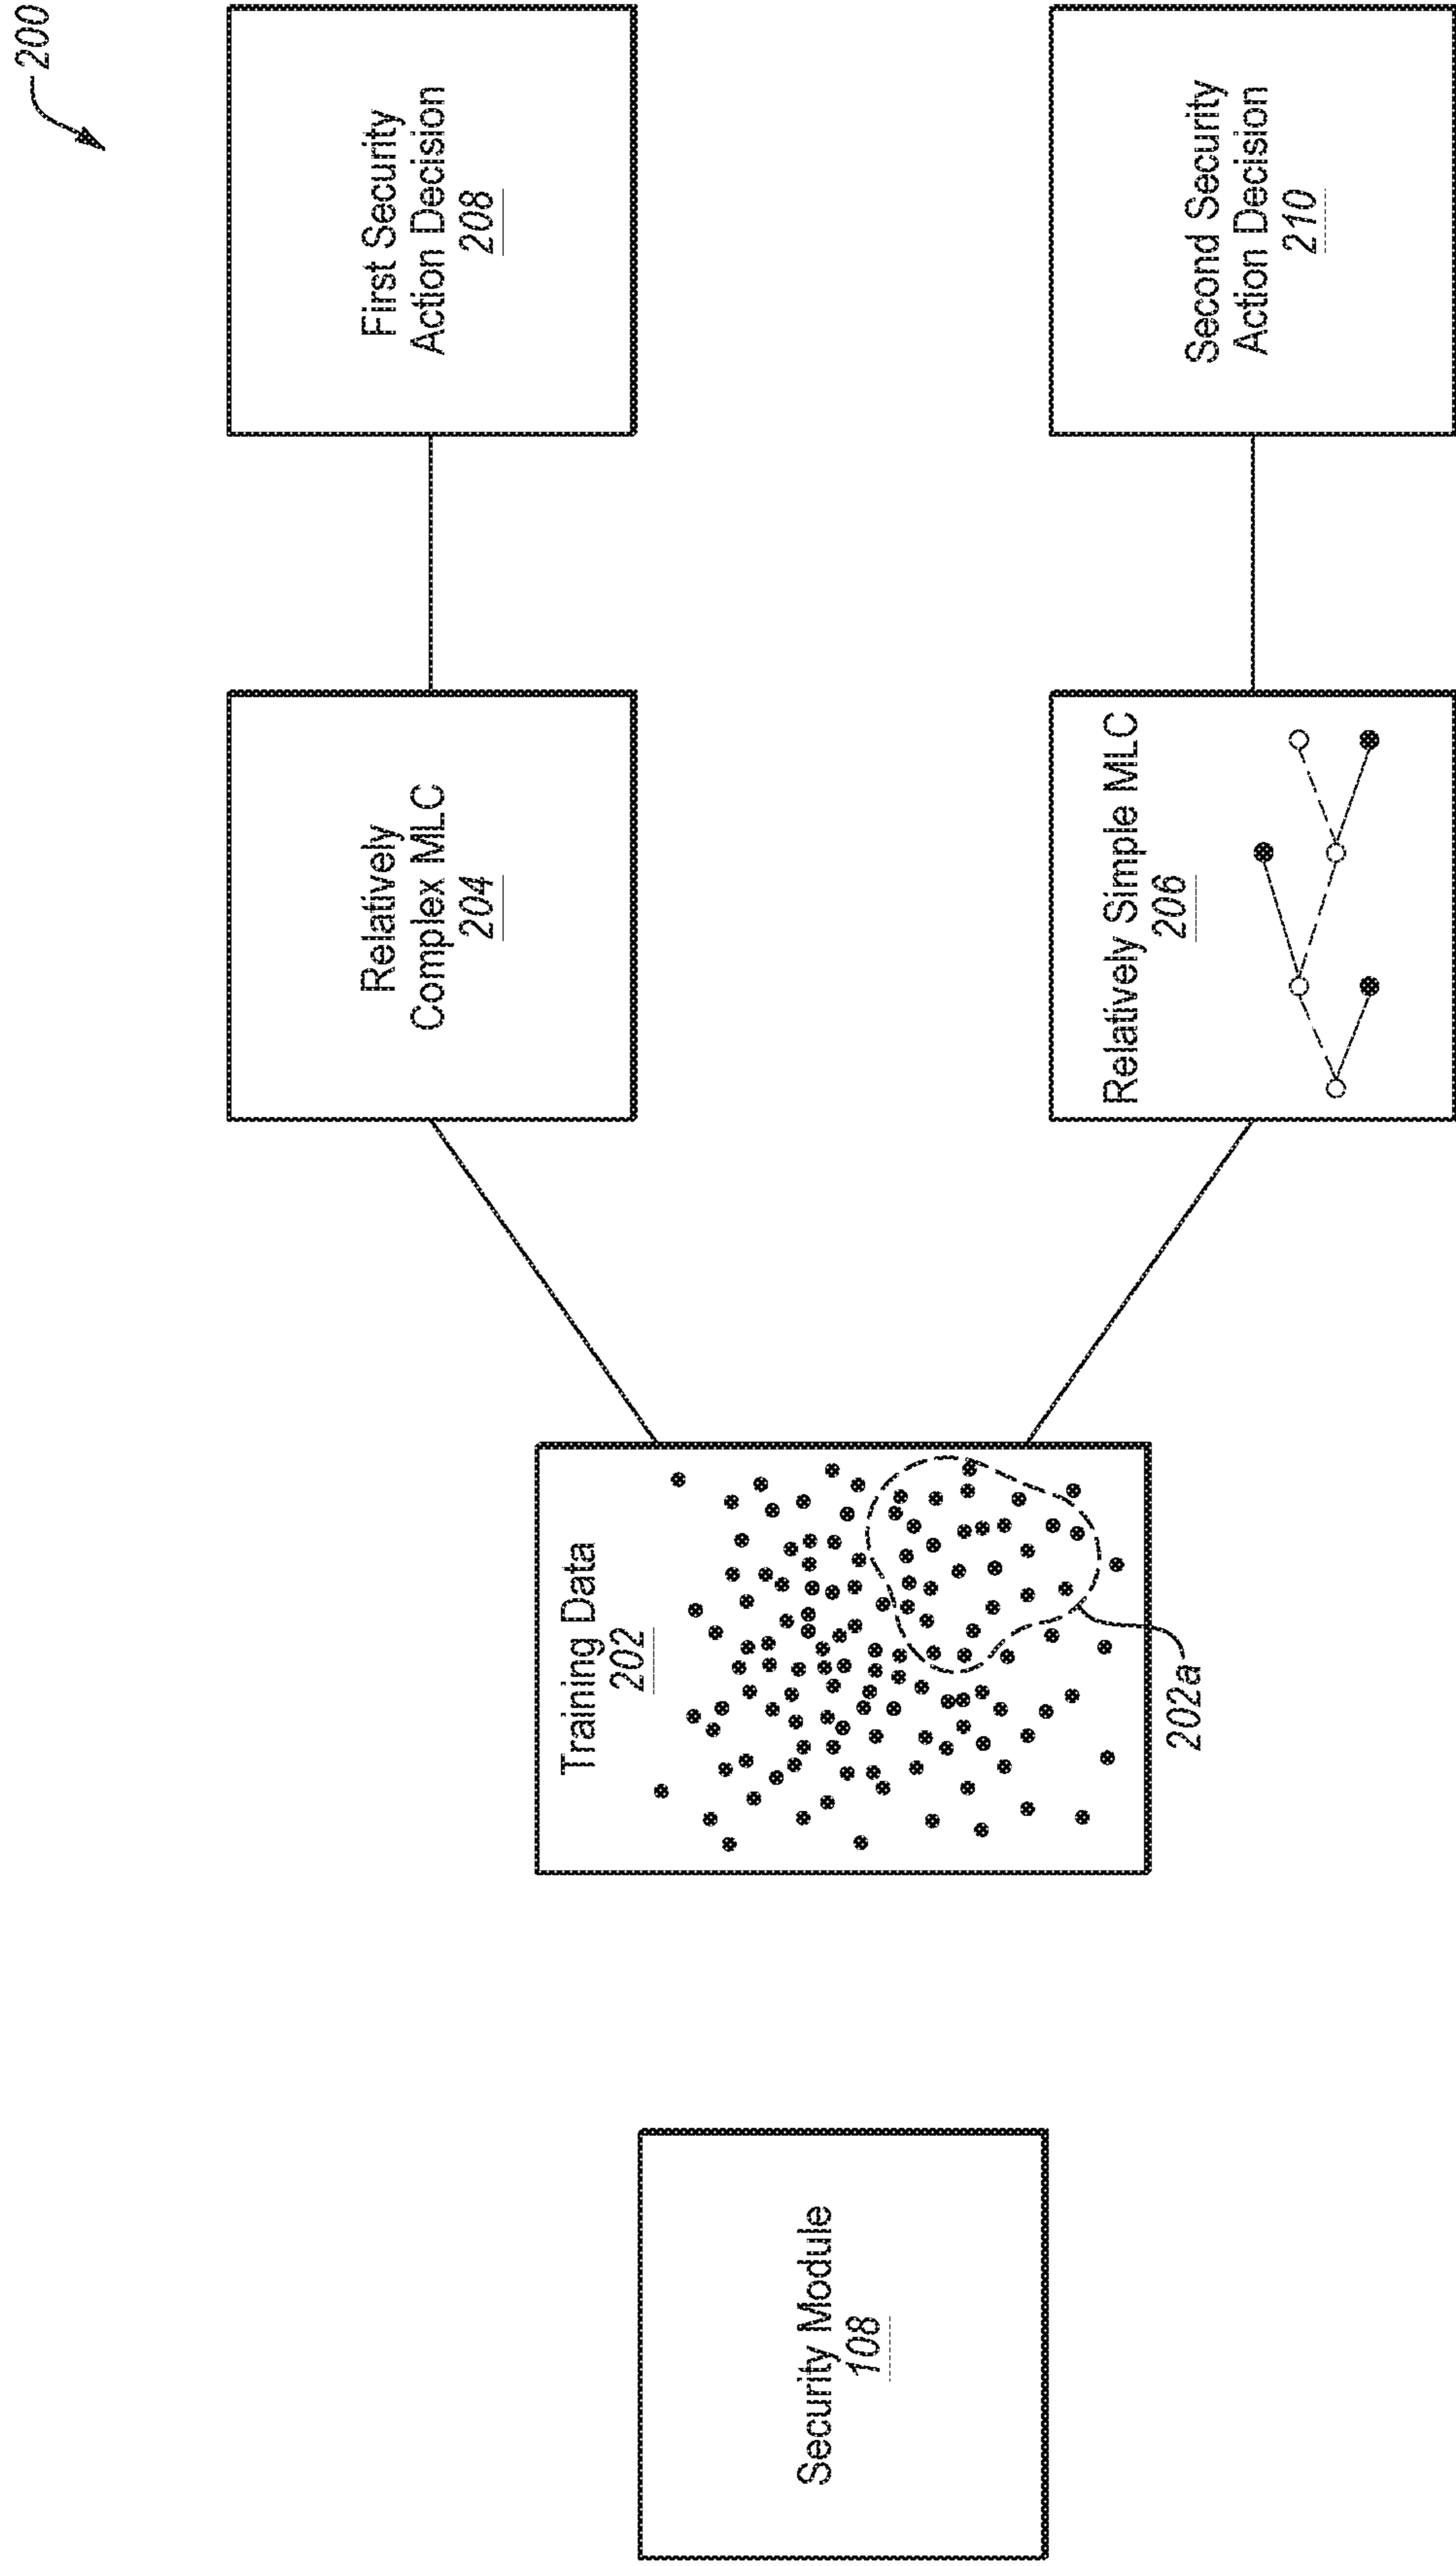 200
Security Module
108
Training Data
202
202a
Relatively
Complex MLC
204
Relatively Simple MLC
206
First Security
Action Decision
208
Second Security
Action Decision
210